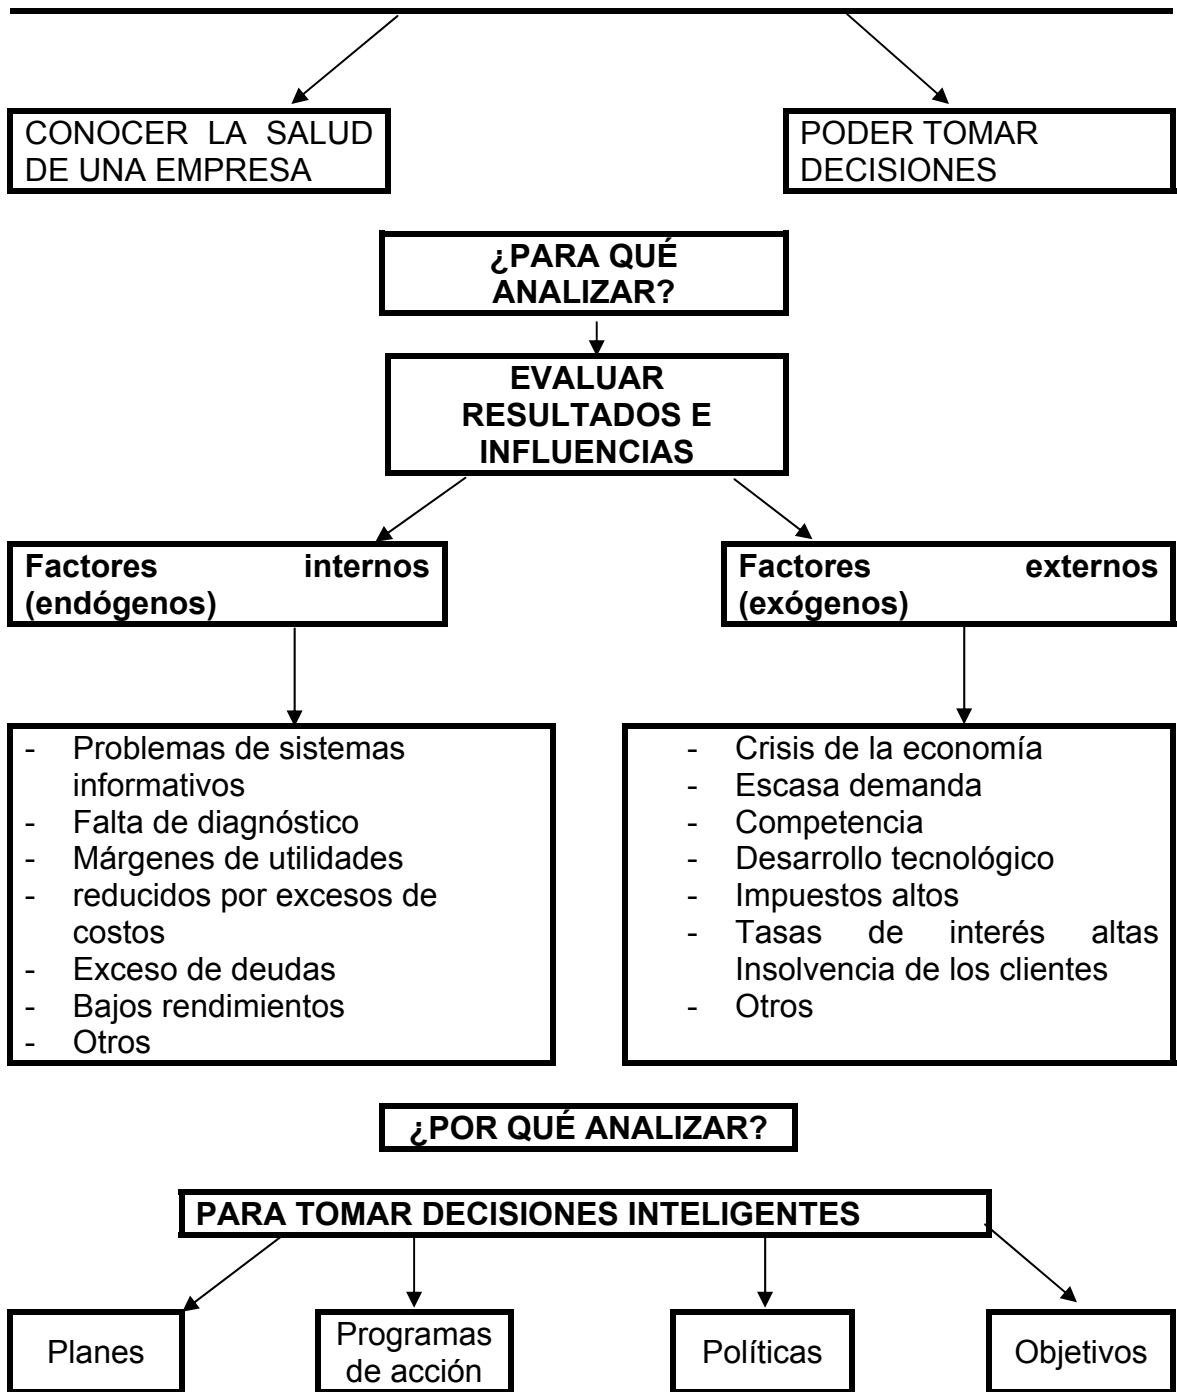 CONOCER LA SALUD
DE UNA EMPRESA
PODER TOMAR
DECISIONES
¿PARA QUÉ
ANALIZAR?
EVALUAR
RESULTADOS E
INFLUENCIAS
Factores internos
(endógenos)
Factores externos
(exógenos)
- Problemas de sistemas
informativos
- Falta de diagnóstico
- Márgenes de utilidades
- reducidos por excesos de
costos
- Exceso de deudas
- Bajos rendimientos
- Otros
- Crisis de la economía
- Escasa demanda
- Competencia
- Desarrollo tecnológico
- Impuestos altos
- Tasas de interés altas
Insolvencia de los clientes
- Otros
¿POR QUÉ ANALIZAR?
PARA TOMAR DECISIONES INTELIGENTES
Planes
Programas
de acción
Políticas
Objetivos